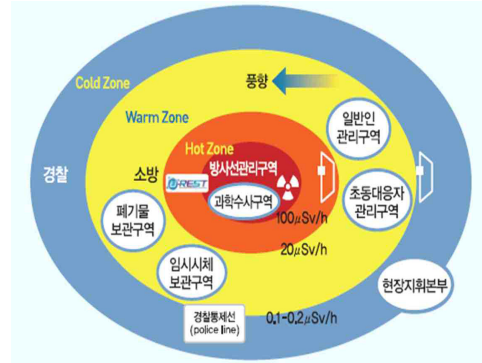 Cold Zone
풍향
일반인
관리구역
Warm Zone
Hot Zone
경찰
소방
방사선관리구역
U-REST
과학수사구역
초동대응자
관리구역
폐기물
보관구역
100μSv/h
20μSv/h
임시시체
보관구역
현장지휘본부
경찰통제선
(police line)
0.1-0.2μSv/h